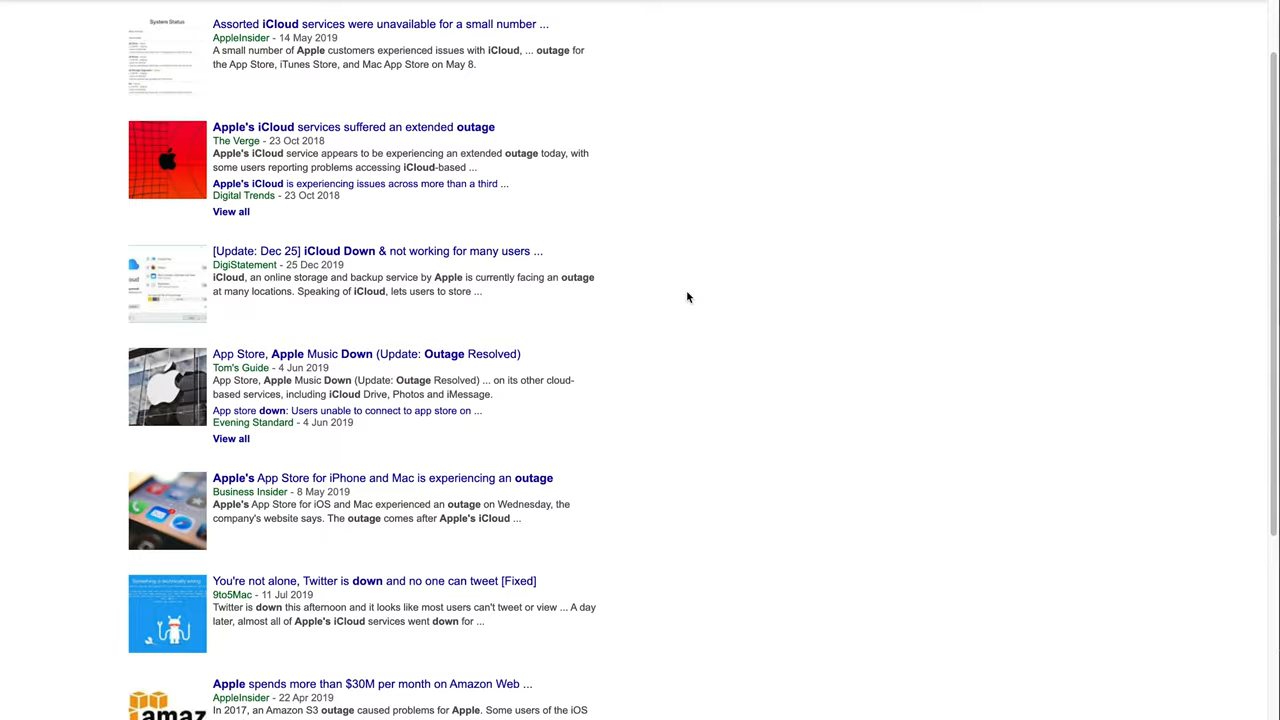 System Status
Assorted iCloud services were unavailable for a small number ...
AppleInsider - 14 May 2019
A small number of Apple customers experienced issues with iCloud, ... outage for
the App Store, iTunes Store, and Mac App Store on May 8.
Apple's iCloud services suffered an extended outage
The Verge - 23 Oct 2018
Apple's iCloud service appears to be experiencing an extended outage today, with
some users reporting problems accessing iCloud-based ...
Apple's iCloud is experiencing issues across more than a third ...
Digital Trends - 23 Oct 2018
View all
[Update: Dec 25] iCloud Down & not working for many users ...
DigiStatement - 25 Dec 2019
iCloud, an online storage and backup service by Apple is currently facing an outage
at many locations. Speaking of iCloud, lets users to store ...
App Store, Apple Music Down (Update: Outage Resolved)
Tom's Guide - 4 Jun 2019
App Store, Apple Music Down (Update: Outage Resolved) ... on its other cloud-
based services, including iCloud Drive, Photos and iMessage.
App store down: Users unable to connect to app store on ...
Evening Standard - 4 Jun 2019
View all
Apple's App Store for iPhone and Mac is experiencing an outage
Business Insider - 8 May 2019
Apple's App Store for iOS and Mac experienced an outage on Wednesday, the
company's website says. The outage comes after Apple's iCloud ...
Something is technically wrong.
You're not alone, Twitter is down and no one can tweet [Fixed]
9to5Mac - 11 Jul 2019
Twitter is down this afternoon and it looks like most users can't tweet or view ... A day
later, almost all of Apple's iCloud services went down for ...
Apple spends more than $30M per month on Amazon Web ...
AppleInsider - 22 Apr 2019
In 2017, an Amazon S3 outage caused problems for Apple. Some users of the iOS